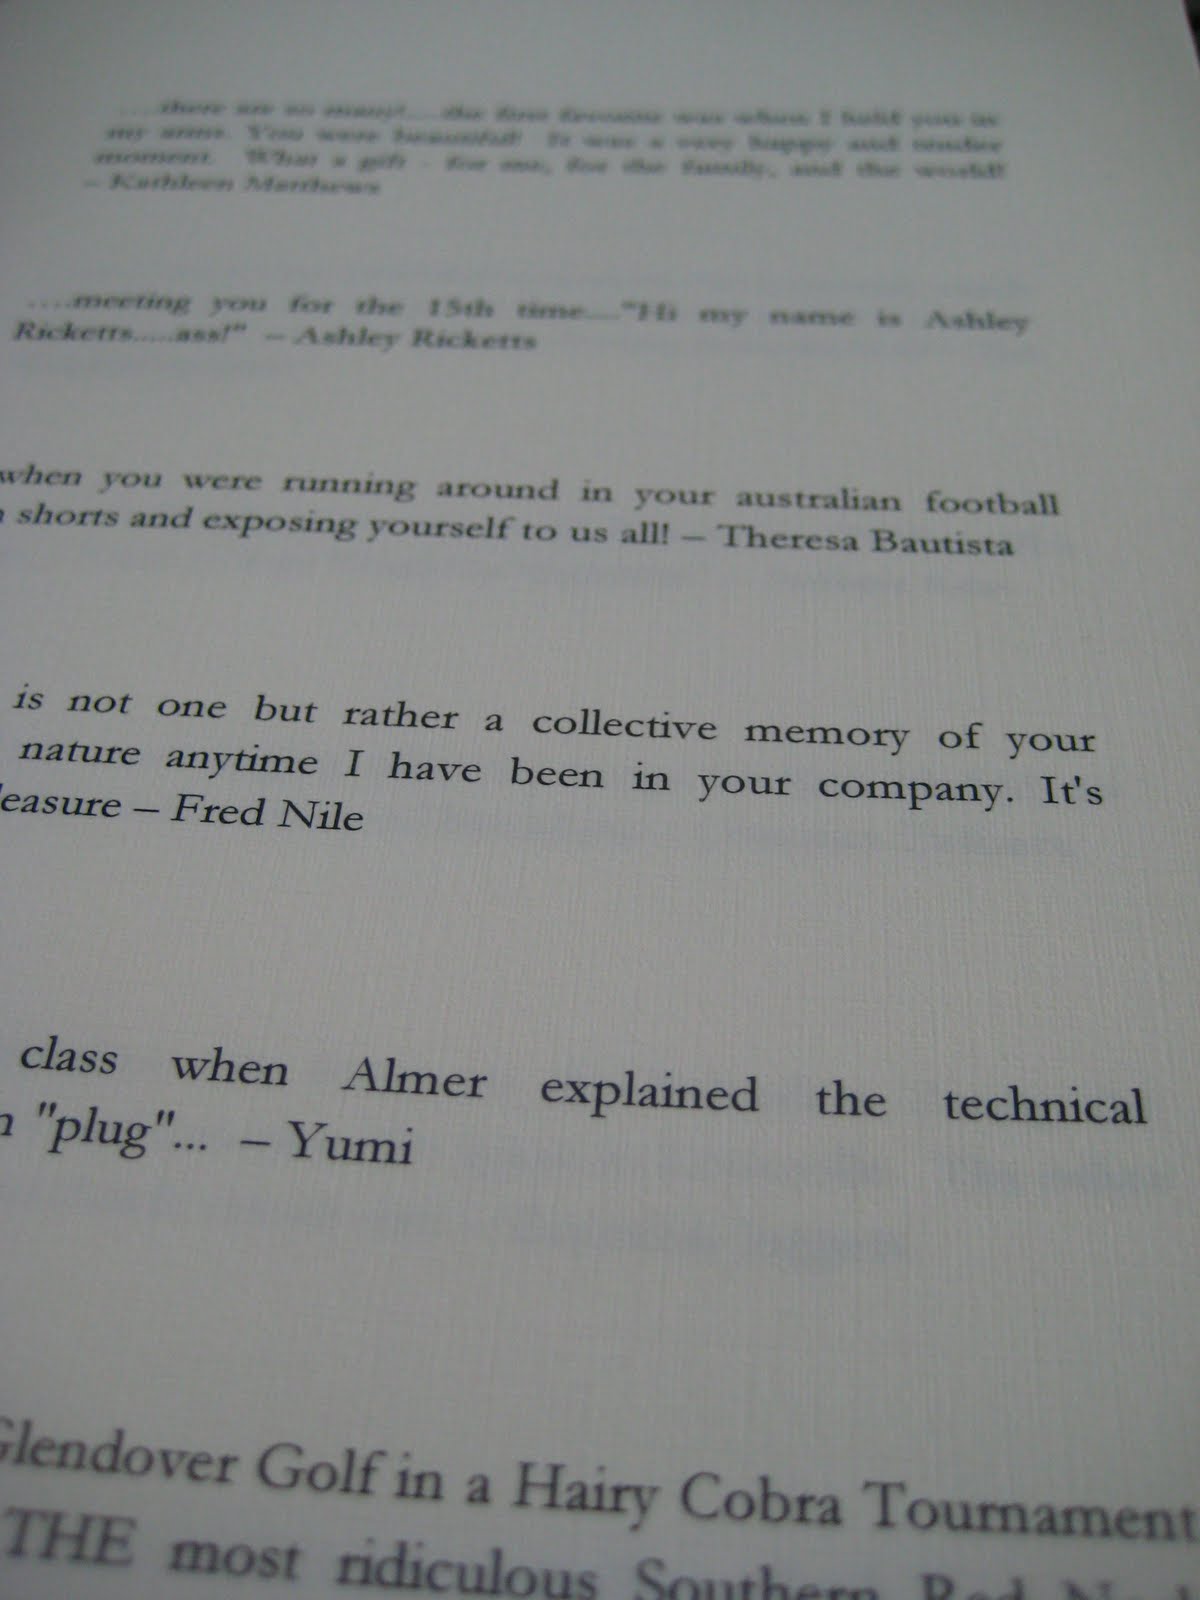 ....there are so many!....the first favorite was when I held you in
my arms. You were beautiful! It was a very happy and tender
moment. What a gift - for me, for the family, and the world!
– Kathleen Matthews
....meeting you for the 15th time...."Hi my name is Ashley
Ricketts.....ass!" – Ashley Ricketts
when you were running around in your australian football
shorts and exposing yourself to us all! – Theresa Bautista
is not one but rather a collective memory of your
nature anytime I have been in your company. It's
leasure – Fred Nile
class when Almer explained the technical
"plug"... – Yumi
Glendover Golf in a Hairy Cobra Tournament
THE most ridiculous Southern Red